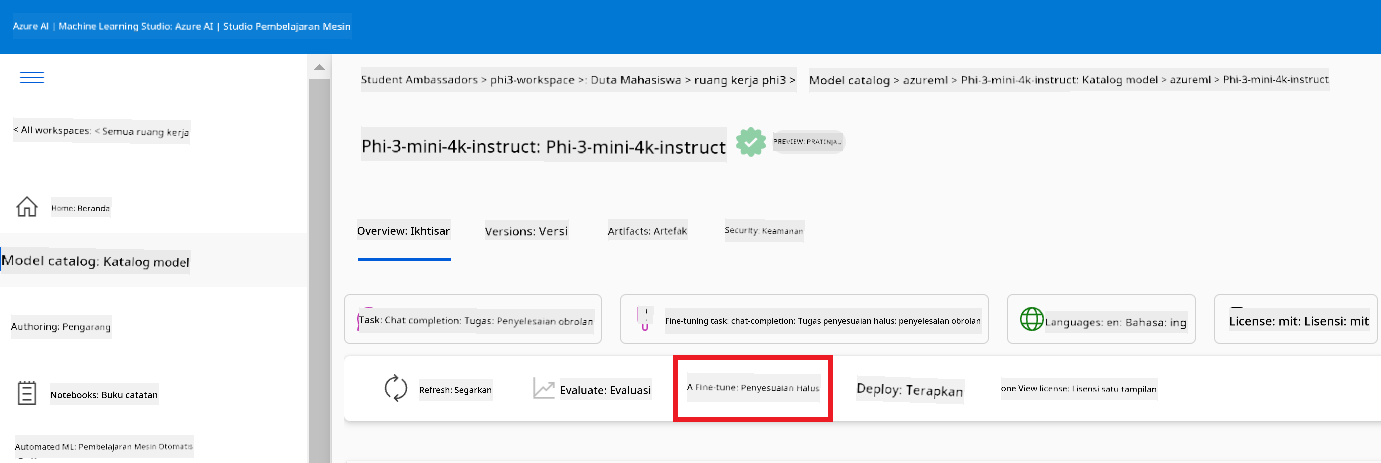 Azure AI | Machine Learning Studio: Azure AI | Studio Pembelajaran Mesin
Student Ambassadors > phi3-workspace >: Duta Mahasiswa > ruang kerja phi3 > Model catalog > azureml > Phi-3-mini-4k-instruct: Katalog model > azureml > Phi-3-mini-4k-instruct
< All workspaces: < Semua ruang kerja
Phi-3-mini-4k-instruct: Phi-3-mini-4k-instruct
PREVIEW: PRATINJA...
Home: Beranda
Overview: Ikhtisar Versions: Versi Artifacts: Artefak Security: Keamanan
Model catalog: Katalog model
Authoring: Pengarang
Task: Chat completion: Tugas: Penyelesaian obrolan
Fine-tuning task: chat-completion: Tugas penyesuaian halus: penyelesaian obrolan
Languages: en: Bahasa: ing
License: mit: Lisensi: mit
Notebooks: Buku catatan
Refresh: Segarkan Evaluate: Evaluasi A Fine-tune: Penyesuaian Halus Deploy: Terapkan one View license: Lisensi satu tampilan
Automated ML: Pembelajaran Mesin Otomatis